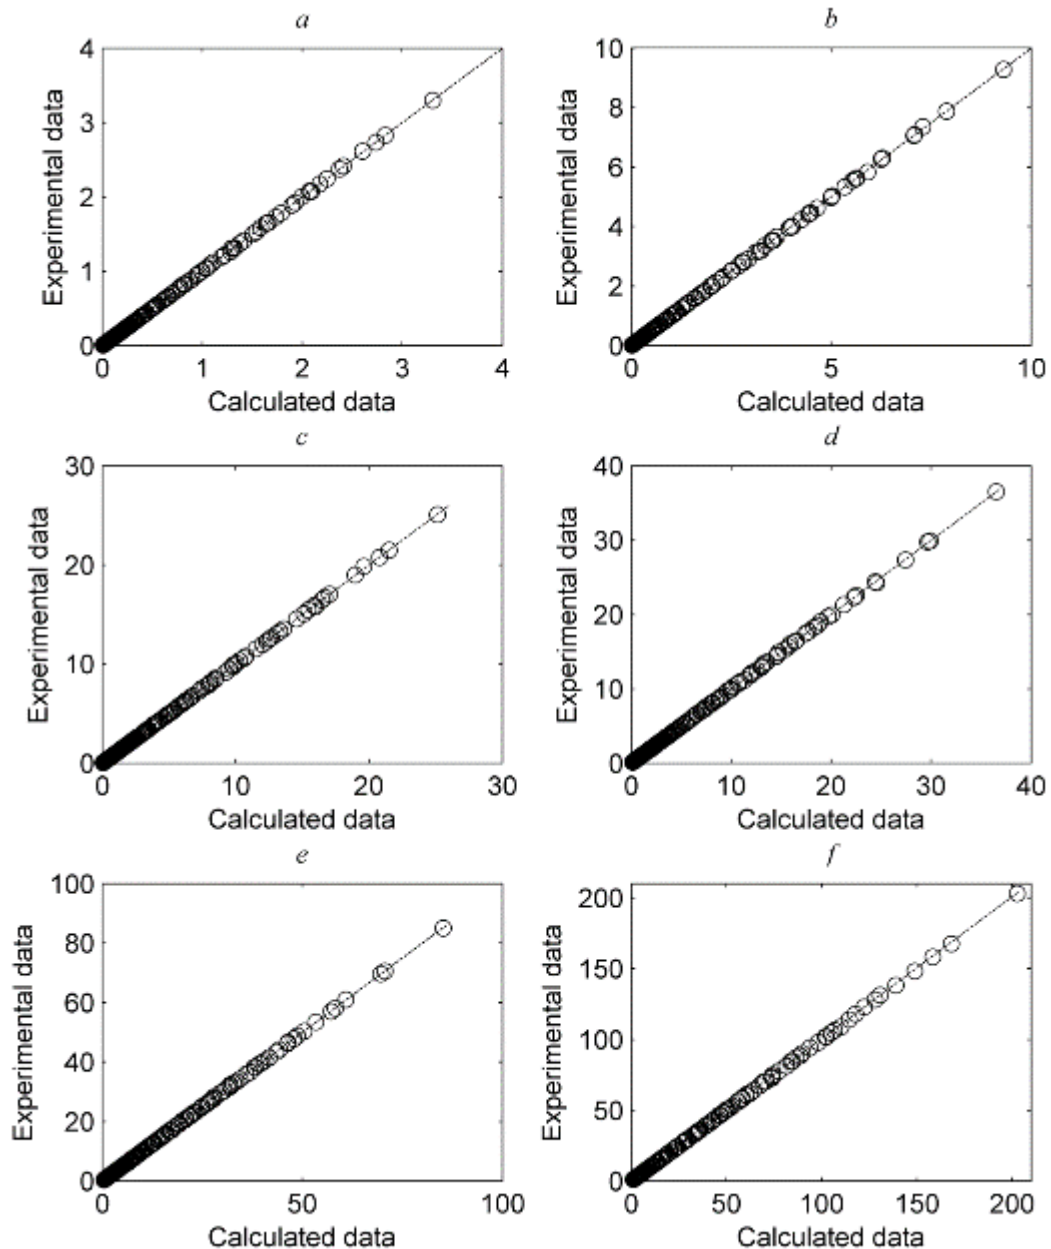 a
4
3
2
1
0
Experimental data
0 1 2 3 4
Calculated data
b
10
8
6
4
2
0
Experimental data
0 5 10
Calculated data
c
30
20
10
0
Experimental data
0 10 20 30
Calculated data
d
40
30
20
10
0
Experimental data
0 10 20 30 40
Calculated data
e
100
80
60
40
20
0
Experimental data
0 50 100
Calculated data
f
200
150
100
50
0
Experimental data
0 50 100 150 200
Calculated data